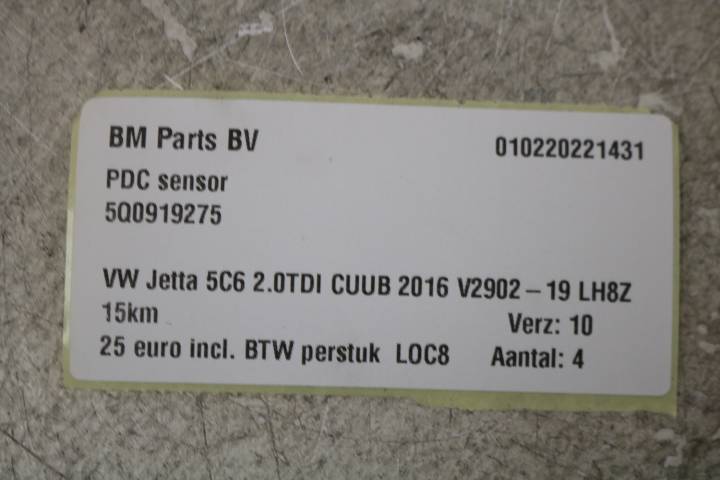 BM Parts BV 010220221431
PDC sensor
5Q0919275
VW Jetta 5C6 2.0TDI CUUB 2016 V2902 – 19 LH8Z
15km Verz: 10
25 euro incl. BTW perstuk LOC8 Aantal: 4